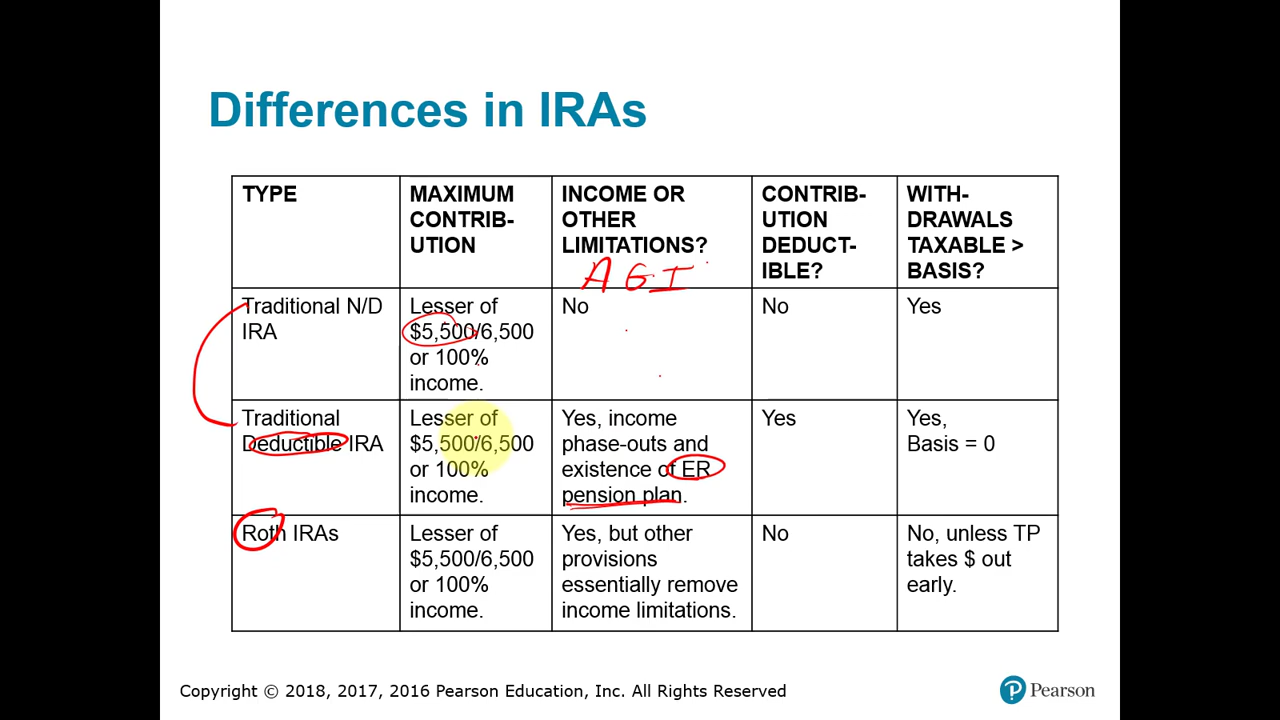 Differences in IRAs
TYPE
MAXIMUM
CONTRIB-
UTION
INCOME OR
OTHER
LIMITATIONS?
AGI
CONTRIB-
UTION
DEDUCT-
IBLE?
WITH-
DRAWALS
TAXABLE >
BASIS?
Traditional N/D
IRA
Lesser of
$5,500/6,500
or 100%
income.
No
No
Yes
Traditional
Deductible IRA
Lesser of
$5,500/6,500
or 100%
income.
Yes, income
phase-outs and
existence of ER
pension plan.
Yes
Yes,
Basis = 0
Roth IRAs
Lesser of
$5,500/6,500
or 100%
income.
Yes, but other
provisions
essentially remove
income limitations.
No
No, unless TP
takes $ out
early.
Copyright © 2018, 2017, 2016 Pearson Education, Inc. All Rights Reserved
P Pearson